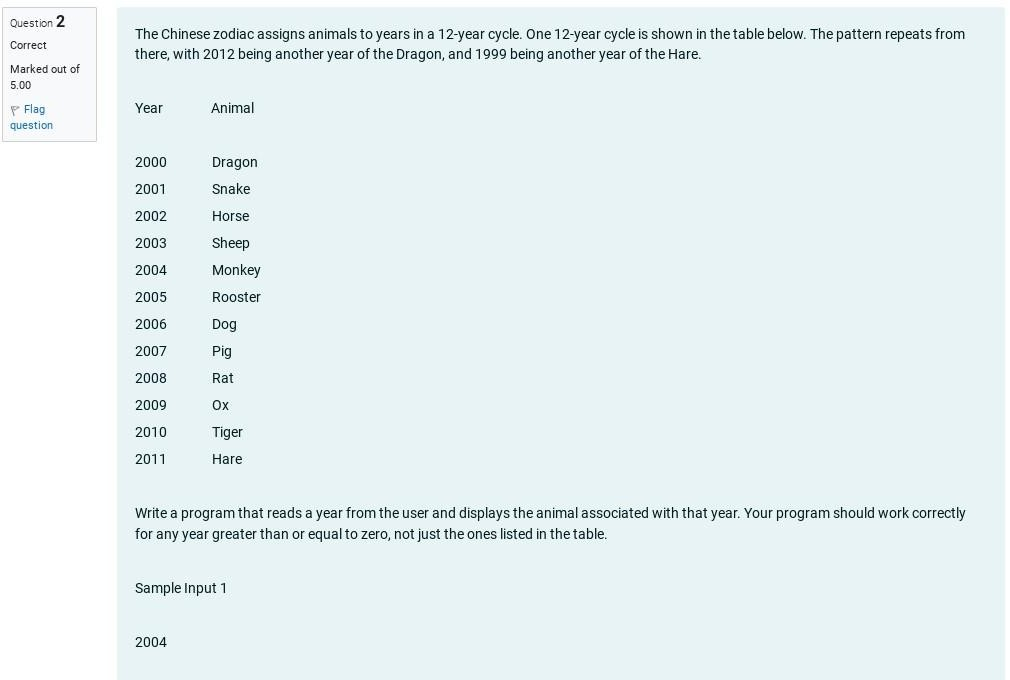 Question 2
Correct
Marked out of
5.00
Flag
question
The Chinese zodiac assigns animals to years in a 12-year cycle. One 12-year cycle is shown in the table below. The pattern repeats from
there, with 2012 being another year of the Dragon, and 1999 being another year of the Hare.
Year Animal
2000 Dragon
2001 Snake
2002 Horse
2003 Sheep
2004 Monkey
2005 Rooster
2006 Dog
2007 Pig
2008 Rat
2009 Ox
2010 Tiger
2011 Hare
Write a program that reads a year from the user and displays the animal associated with that year. Your program should work correctly
for any year greater than or equal to zero, not just the ones listed in the table.
Sample Input 1
2004